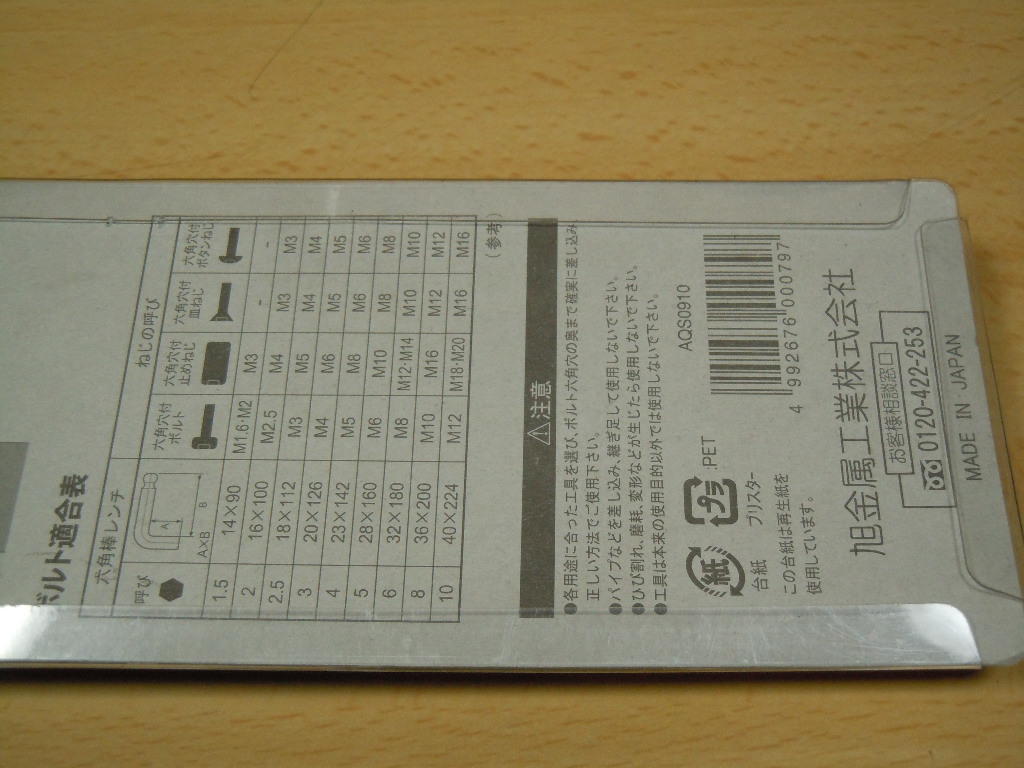 ボルト適合表
六角棒レンチ ねじの呼び
呼び 六角穴付ボルト 六角穴付止めねじ 六角穴付皿ねじ 六角穴付ボタンねじ
A
B
A×B
1.5 14×90 M1.6・M2 M3 - -
2 16×100 M2.5 M4 M3 M3
2.5 18×112 M3 M5 M4 M4
3 20×126 M4 M6 M5 M5
4 23×142 M5 M8 M6 M6
5 28×160 M6 M10 M8 M8
6 32×180 M8 M12・M14 M10 M10
8 36×200 M10 M16 M12 M12
10 40×224 M12 M18・M20 M16 M16
(参考)
⚠注意
●各用途に合った工具を選び、ボルト六角穴の奥まで確実に差し込み、
正しい方法でご使用下さい。
●パイプなどを差し込み、継ぎ足して使用しないで下さい。
●ひび割れ、磨耗、変形などが生じたら使用しないで下さい。
●工具は本来の使用目的以外では使用しないで下さい。
AQS0910
紙 プラ :PET
台紙 ブリスター
この台紙は再生紙を
使用しています。
4 992676 000797
旭金属工業株式会社
お客様相談窓口
0120-422-253
MADE IN JAPAN